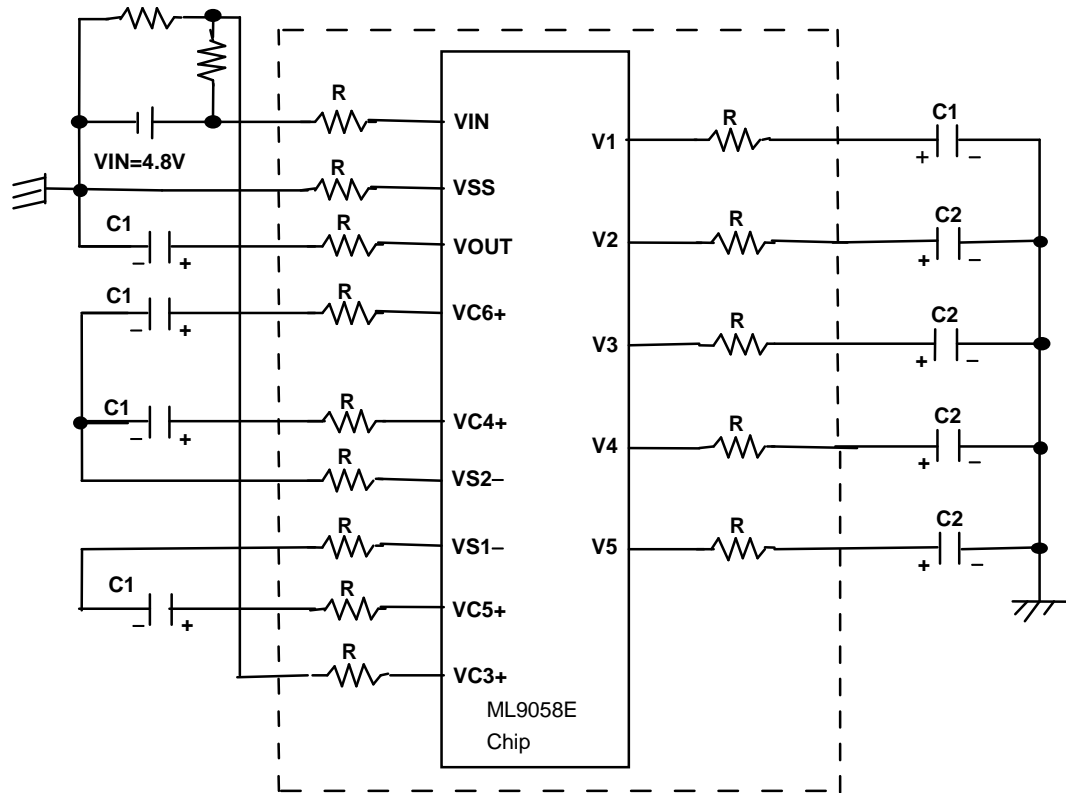 R
VIN
VIN=4.8V
R
VSS
C1
R
VOUT
– +
C1
R
VC6+
– +
C1
R
VC4+
– +
R
VS2–
R
VS1–
C1
R
VC5+
– +
R
VC3+
ML9058E
Chip
V1
R
C1
+ –
V2
R
C2
+ –
V3
R
C2
+ –
V4
R
C2
+ –
V5
R
C2
+ –